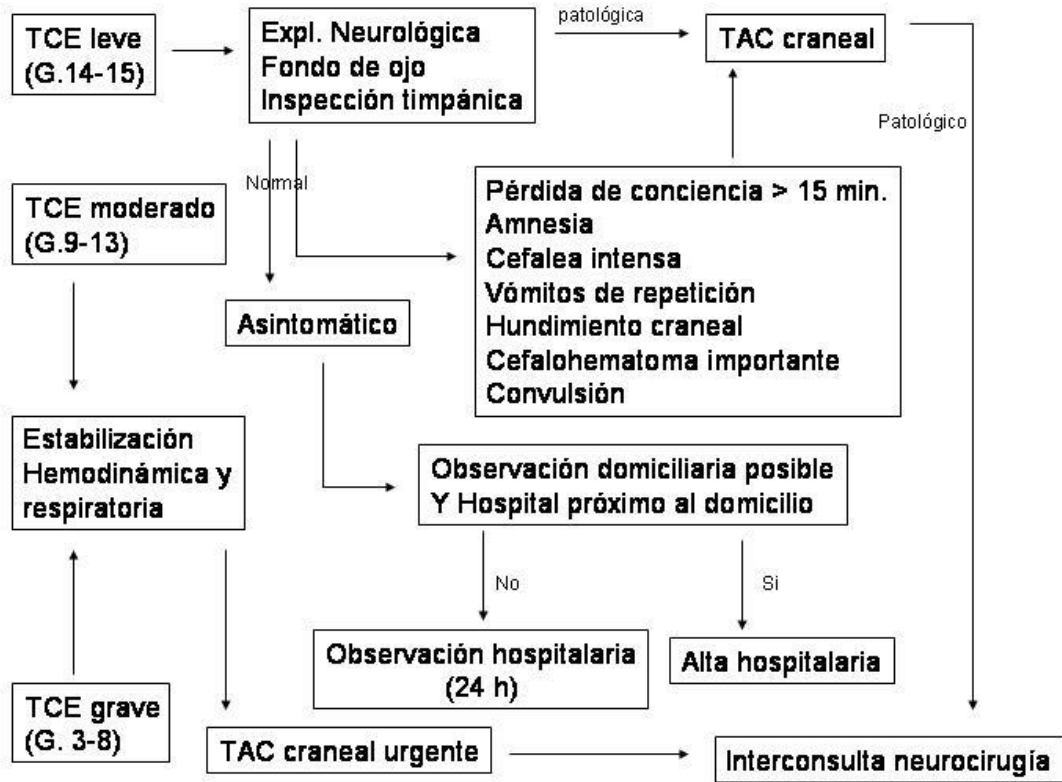 TCE leve
(G.14-15)
Expl. Neurológica
Fondo de ojo
Inspección timpánica
patológica
TAC craneal
Patológico
Normal
TCE moderado
(G.9-13)
Pérdida de conciencia > 15 min.
Amnesia
Cefalea intensa
Vómitos de repetición
Hundimiento craneal
Cefalohematoma importante
Convulsión
Asintomático
Estabilización
Hemodinámica y
respiratoria
Observación domiciliaria posible
Y Hospital próximo al domicilio
No
Si
Observación hospitalaria
(24 h)
Alta hospitalaria
TCE grave
(G. 3-8)
TAC craneal urgente
Interconsulta neurocirugía